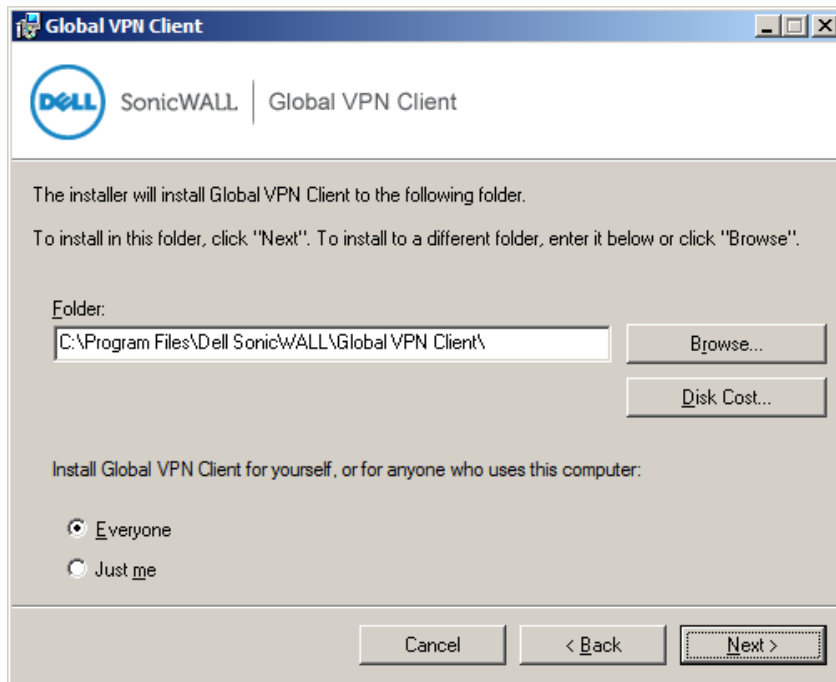 Global VPN Client
DELL SonicWALL | Global VPN Client
The installer will install Global VPN Client to the following folder.
To install in this folder, click "Next". To install to a different folder, enter it below or click "Browse".
Folder:
C:\Program Files\Dell SonicWALL\Global VPN Client\
Browse...
Disk Cost...
Install Global VPN Client for yourself, or for anyone who uses this computer:
Everyone
Just me
Cancel < Back Next >